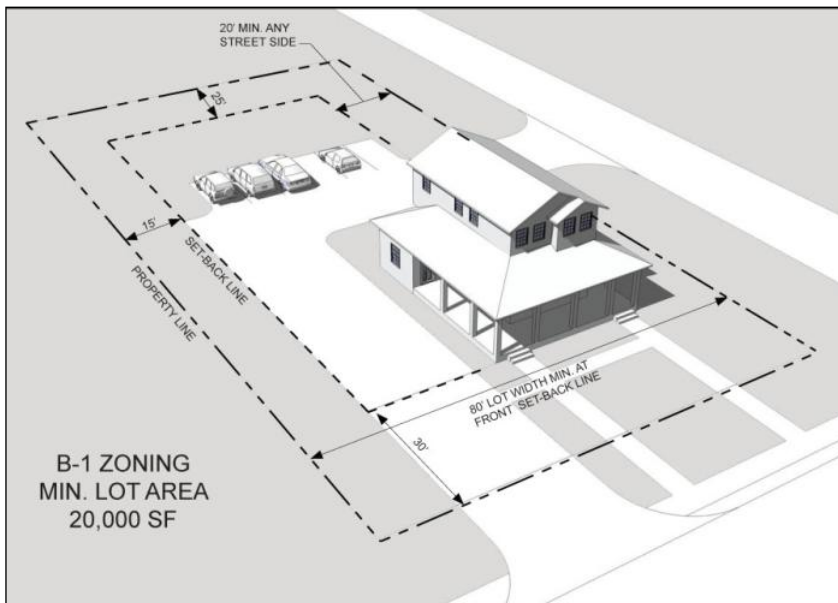 20' MIN. ANY
STREET SIDE
25'
15'
SET-BACK LINE
PROPERTY LINE
80' LOT WIDTH MIN. AT
FRONT SET-BACK LINE
30'
B-1 ZONING
MIN. LOT AREA
20,000 SF